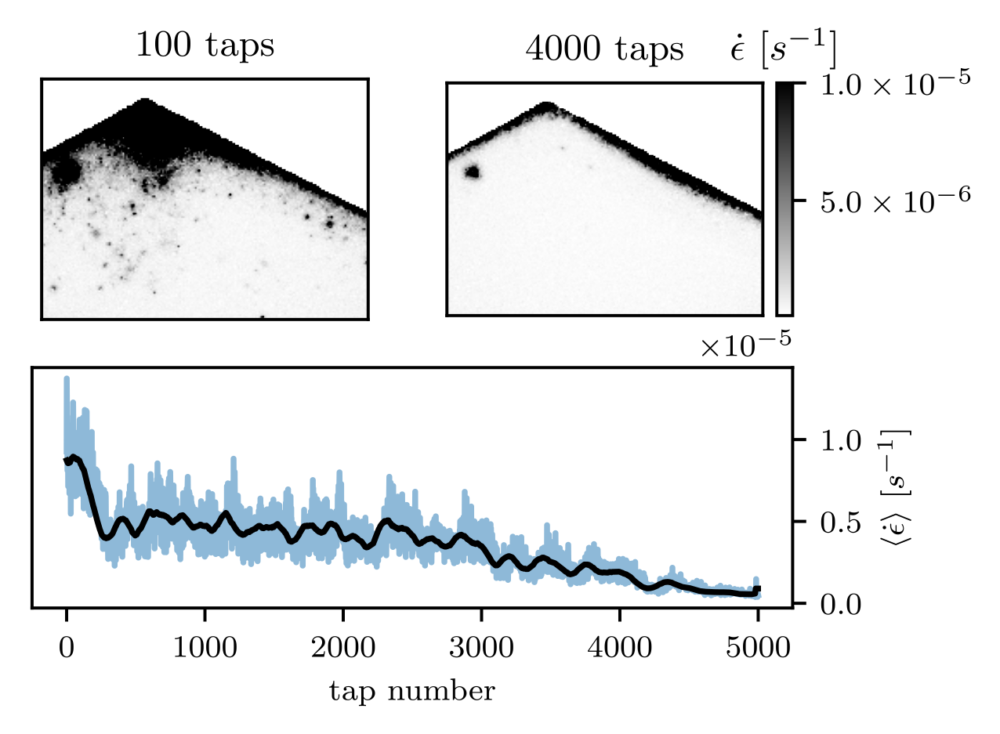 100 taps
4000 taps
ϵ̇ [s⁻¹]
1.0 × 10⁻⁵
5.0 × 10⁻⁶
×10⁻⁵
1.0
0.5
0.0
⟨ϵ̇⟩ [s⁻¹]
0 1000 2000 3000 4000 5000
tap number